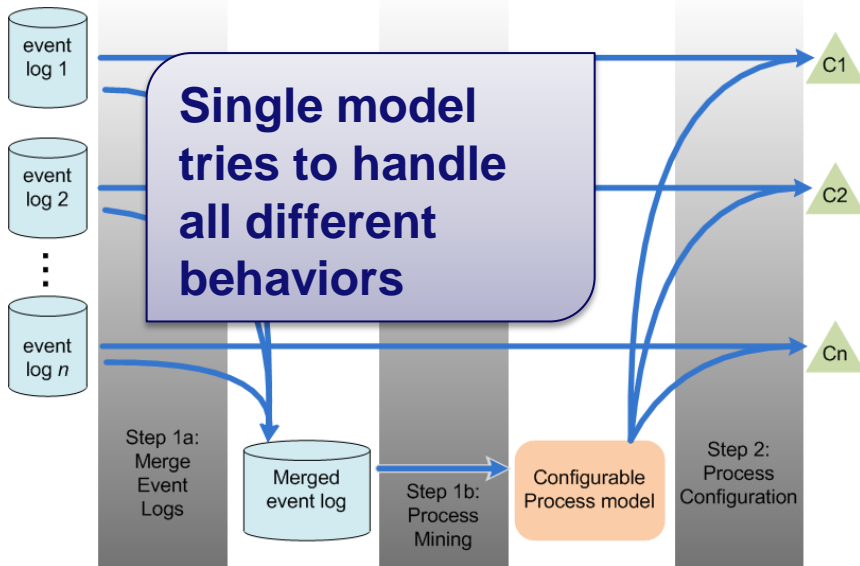 event
log 1
C1
Single model
tries to handle
all different
behaviors
event
log 2
C2
event
log n
Cn
Step 1a:
Merge
Event
Logs
Merged
event log
Step 1b:
Process
Mining
Configurable
Process model
Step 2:
Process
Configuration